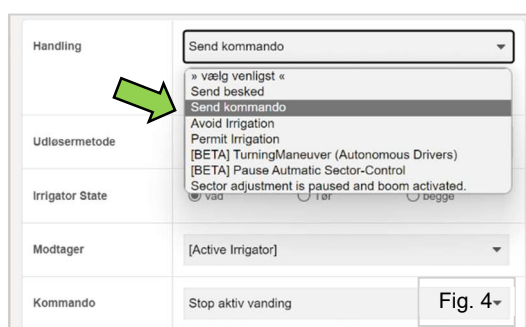 Handling
Send kommando
» vælg venligst «
Send besked
Send kommando
Avoid Irrigation
Permit Irrigation
[BETA] TurningManeuver (Autonomous Drivers)
[BETA] Pause Autmatic Sector-Control
Sector adjustment is paused and boom activated.
Udløsermetode
Irrigator State
våd Tør begge
Modtager
[Active Irrigator]
Kommando
Stop aktiv vanding
Fig. 4